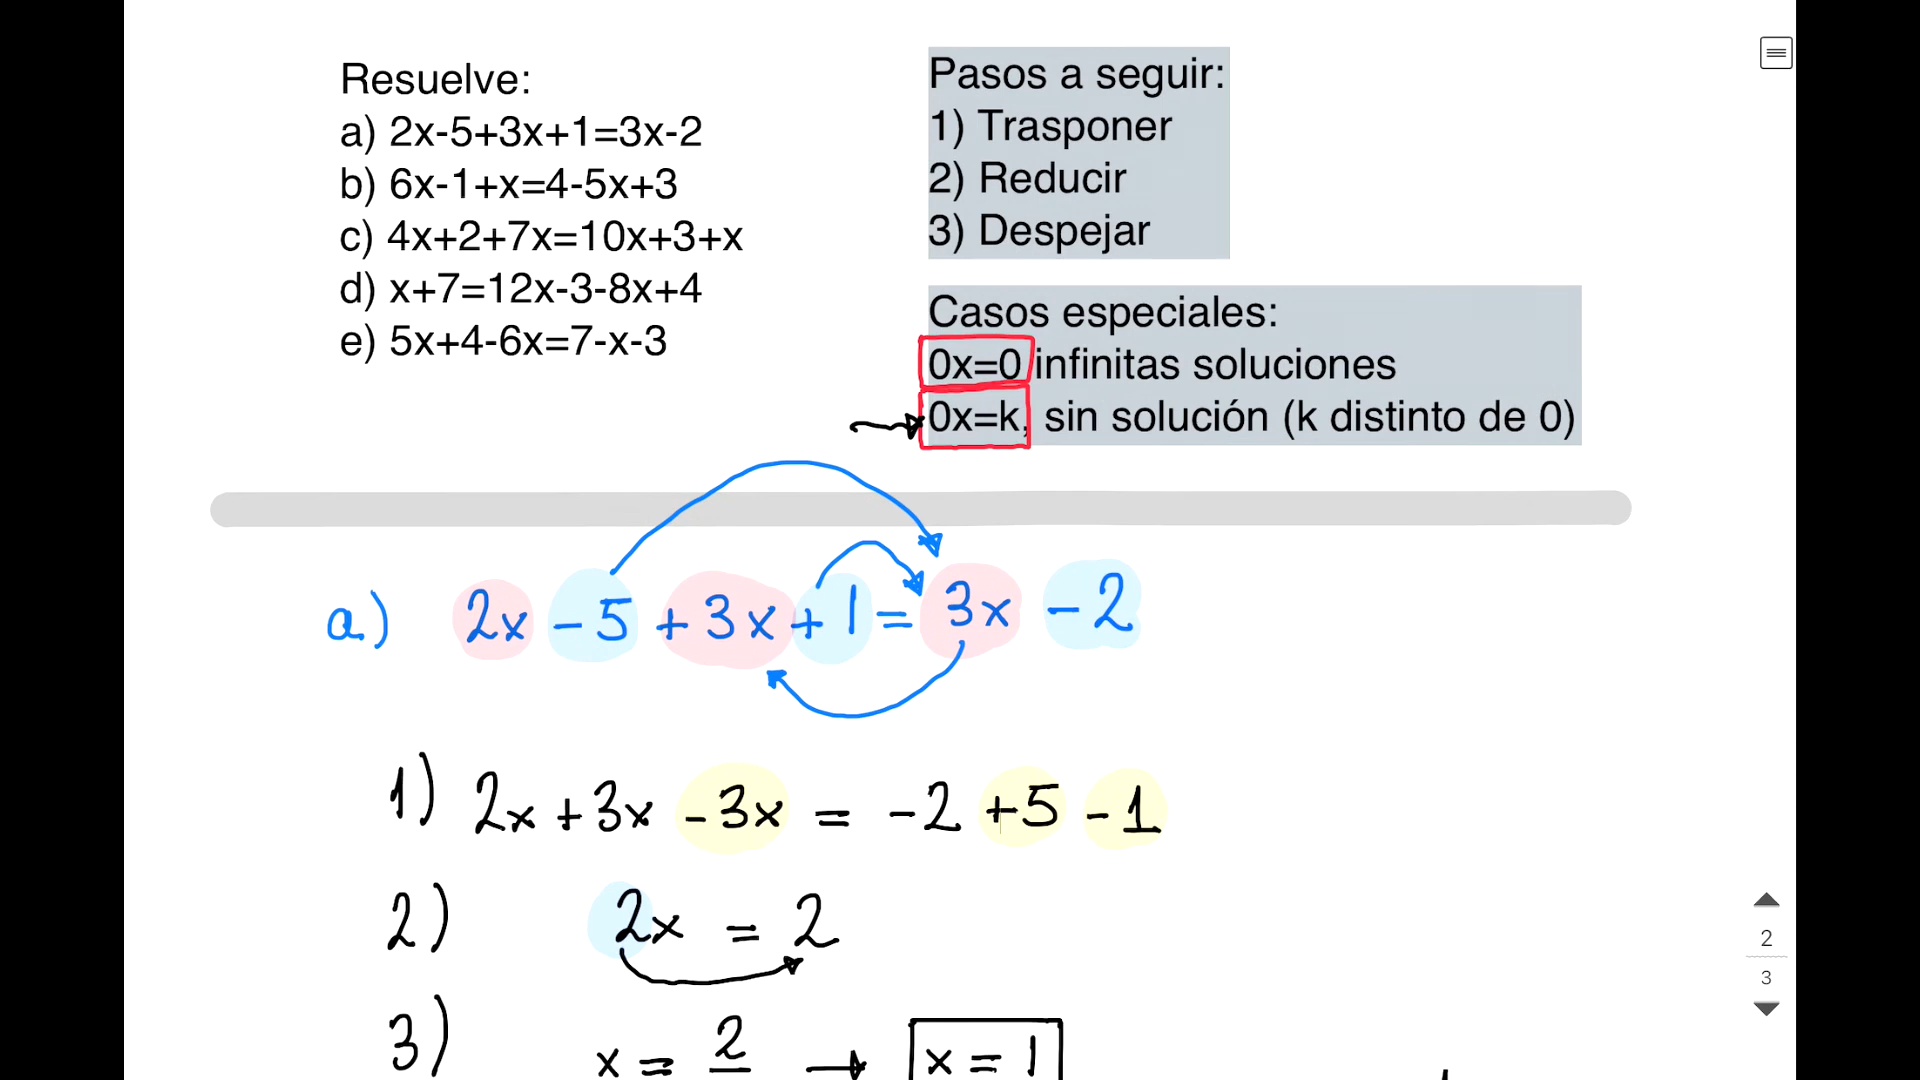 Resuelve:
a) 2x-5+3x+1=3x-2
b) 6x-1+x=4-5x+3
c) 4x+2+7x=10x+3+x
d) x+7=12x-3-8x+4
e) 5x+4-6x=7-x-3
Pasos a seguir:
1) Trasponer
2) Reducir
3) Despejar
Casos especiales:
0x=0 infinitas soluciones
0x=k, sin solución (k distinto de 0)
a) 2x -5 +3x +1 = 3x -2
1) 2x +3x -3x = -2 +5 -1
2) 2x = 2
3) x = 2 → x = 1
2
3